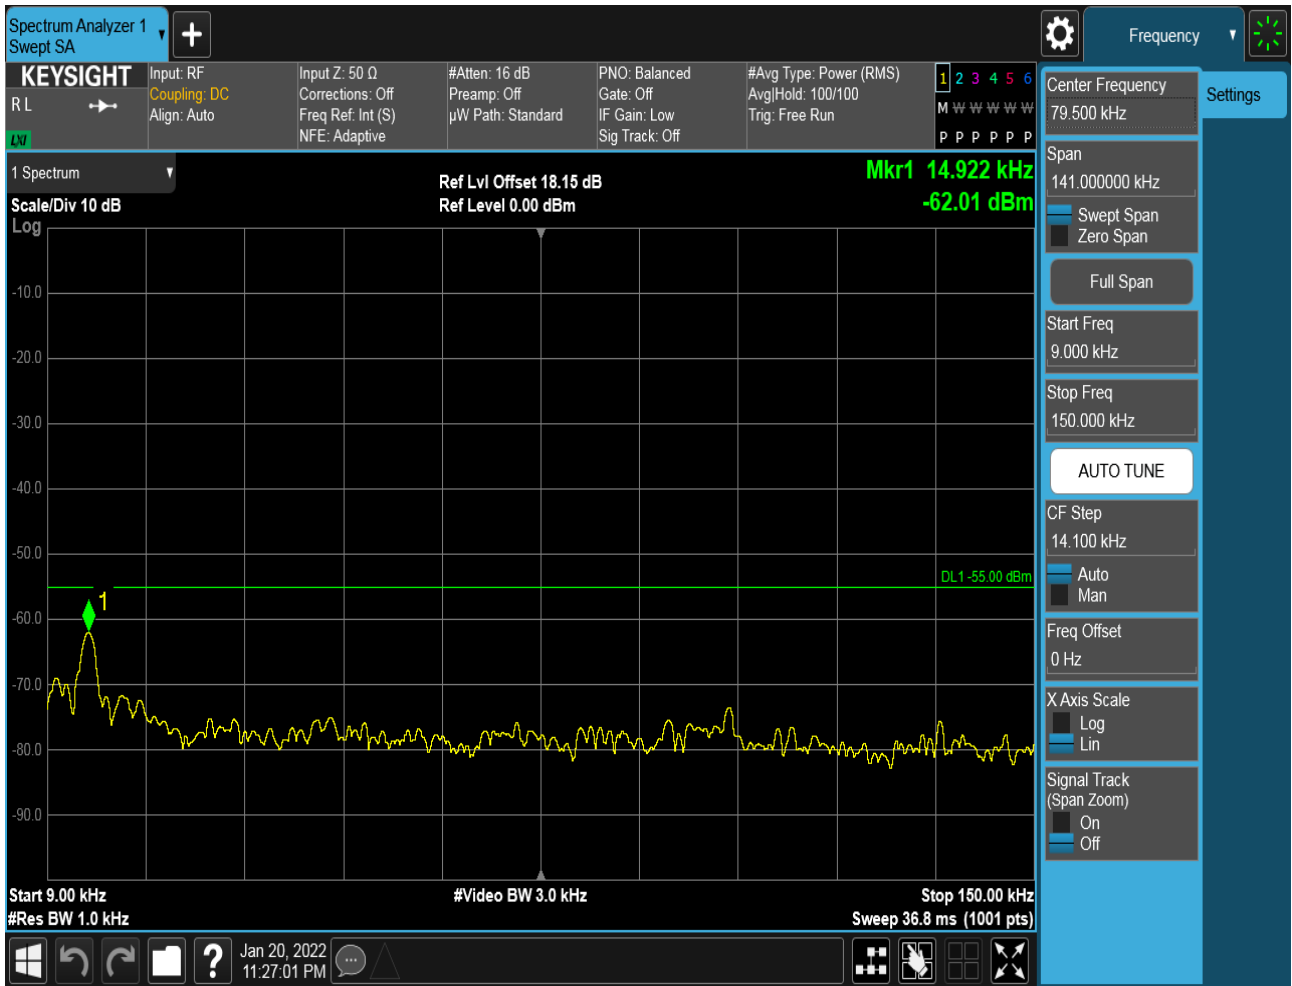 Spectrum Analyzer 1
Swept SA
Frequency
KEYSIGHT
R L
LXI
Input: RF
Coupling: DC
Align: Auto
Input Z: 50 Ω
Corrections: Off
Freq Ref: Int (S)
NFE: Adaptive
#Atten: 16 dB
Preamp: Off
µW Path: Standard
PNO: Balanced
Gate: Off
IF Gain: Low
Sig Track: Off
#Avg Type: Power (RMS)
Avg|Hold: 100/100
Trig: Free Run
1 2 3 4 5 6
M W W W W W
P P P P P P
1 Spectrum
Scale/Div 10 dB
Log
Ref Lvl Offset 18.15 dB
Ref Level 0.00 dBm
Mkr1 14.922 kHz
-62.01 dBm
-10.0
-20.0
-30.0
-40.0
-50.0
-60.0
-70.0
-80.0
-90.0
DL1 -55.00 dBm
1
Start 9.00 kHz
#Res BW 1.0 kHz
#Video BW 3.0 kHz
Stop 150.00 kHz
Sweep 36.8 ms (1001 pts)
Center Frequency
79.500 kHz
Span
141.000000 kHz
Swept Span
Zero Span
Full Span
Start Freq
9.000 kHz
Stop Freq
150.000 kHz
AUTO TUNE
CF Step
14.100 kHz
Auto
Man
Freq Offset
0 Hz
X Axis Scale
Log
Lin
Signal Track
(Span Zoom)
On
Off
Settings
?
Jan 20, 2022
11:27:01 PM